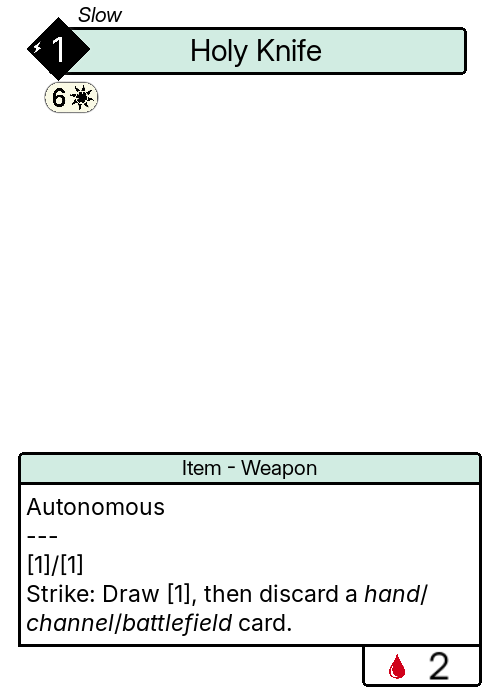 Slow
1
Holy Knife
6
Item - Weapon
Autonomous
---
[1]/[1]
Strike: Draw [1], then discard a hand/
channel/battlefield card.
2